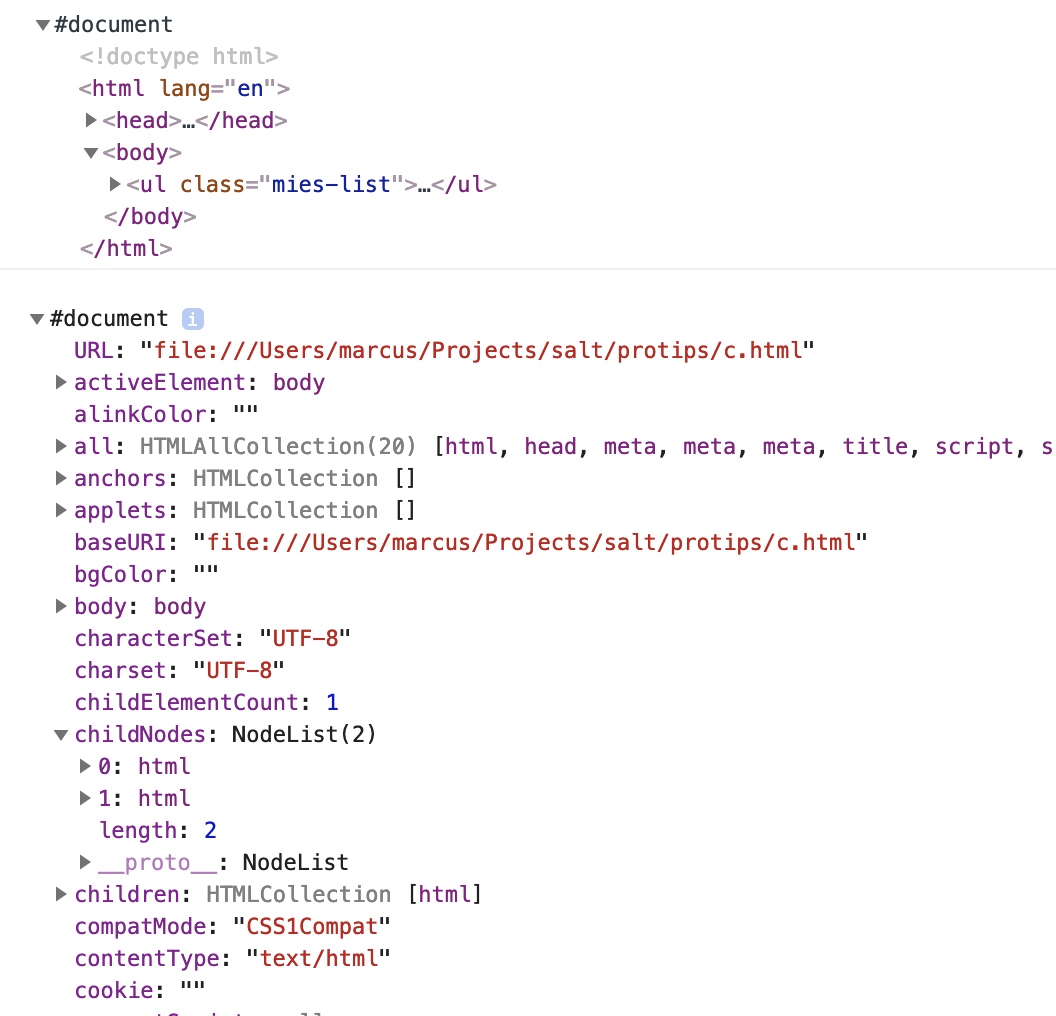 ▼#document
<!doctype html>
<html lang="en">
▶<head>…</head>
▼<body>
▶<ul class="mies-list">…</ul>
</body>
</html>
▼#document i
URL: "file:///Users/marcus/Projects/salt/protips/c.html"
▶activeElement: body
alinkColor: ""
▶all: HTMLAllCollection(20) [html, head, meta, meta, meta, title, script, s
▶anchors: HTMLCollection []
▶applets: HTMLCollection []
baseURI: "file:///Users/marcus/Projects/salt/protips/c.html"
bgColor: ""
▶body: body
characterSet: "UTF-8"
charset: "UTF-8"
childElementCount: 1
▼childNodes: NodeList(2)
▶0: html
▶1: html
length: 2
▶__proto__: NodeList
▶children: HTMLCollection [html]
compatMode: "CSS1Compat"
contentType: "text/html"
cookie: ""